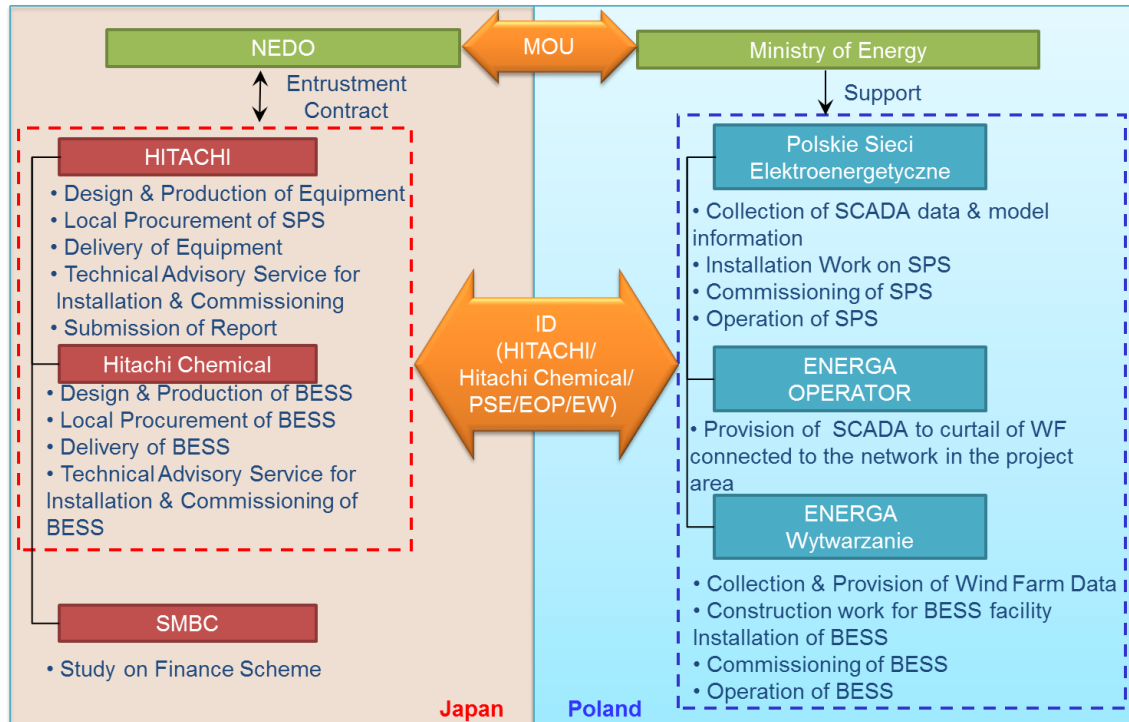 NEDO
MOU
Ministry of Energy
Entrustment
Contract
Support
HITACHI
• Design & Production of Equipment
• Local Procurement of SPS
• Delivery of Equipment
• Technical Advisory Service for
Installation & Commissioning
• Submission of Report
Hitachi Chemical
• Design & Production of BESS
• Local Procurement of BESS
• Delivery of BESS
• Technical Advisory Service for
Installation & Commissioning of
BESS
SMBC
• Study on Finance Scheme
ID
(HITACHI/
Hitachi Chemical/
PSE/EOP/EW)
Polskie Sieci
Elektroenergetyczne
• Collection of SCADA data & model
information
• Installation Work on SPS
• Commissioning of SPS
• Operation of SPS
ENERGA
OPERATOR
• Provision of SCADA to curtail of WF
connected to the network in the project
area
ENERGA
Wytwarzanie
• Collection & Provision of Wind Farm Data
• Construction work for BESS facility
Installation of BESS
• Commissioning of BESS
• Operation of BESS
Japan
Poland